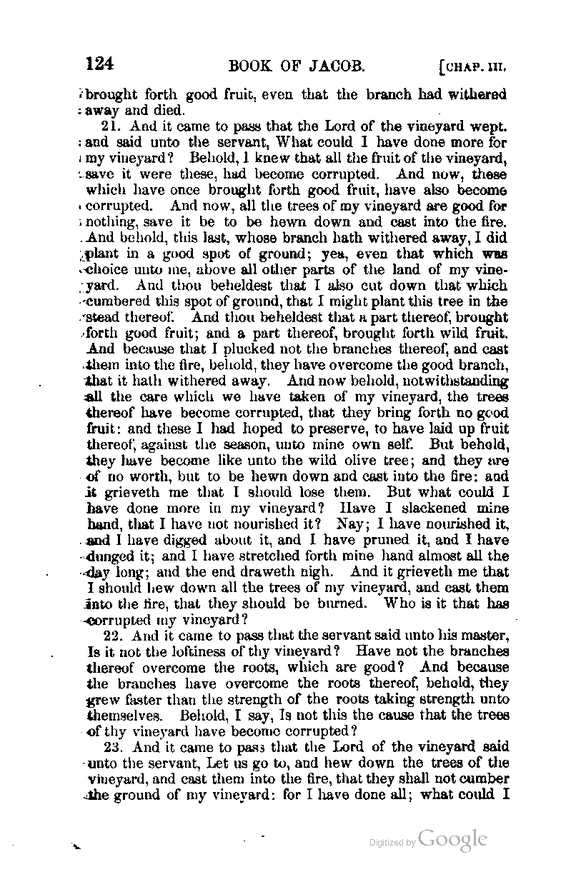 124 BOOK OF JACOB. [CHAP. III.
brought forth good fruit, even that the branch had withered
away and died.
21. And it came to pass that the Lord of the vineyard wept.
and said unto the servant, What could I have done more for
my vineyard? Behold, I knew that all the fruit of the vineyard,
save it were these, had become corrupted. And now, these
which have once brought forth good fruit, have also become
corrupted. And now, all the trees of my vineyard are good for
nothing, save it be to be hewn down and cast into the fire.
And behold, this last, whose branch hath withered away, I did
plant in a good spot of ground; yea, even that which was
choice unto me, above all other parts of the land of my vine-
yard. And thou beheldest that I also cut down that which
cumbered this spot of ground, that I might plant this tree in the
stead thereof. And thou beheldest that a part thereof, brought
forth good fruit; and a part thereof, brought forth wild fruit.
And because that I plucked not the branches thereof, and cast
them into the fire, behold, they have overcome the good branch,
that it hath withered away. And now behold, notwithstanding
all the care which we have taken of my vineyard, the trees
thereof have become corrupted, that they bring forth no good
fruit: and these I had hoped to preserve, to have laid up fruit
thereof, against the season, unto mine own self. But behold,
they have become like unto the wild olive tree; and they are
of no worth, but to be hewn down and cast into the fire: and
it grieveth me that I should lose them. But what could I
have done more in my vineyard? Have I slackened mine
hand, that I have not nourished it? Nay; I have nourished it,
and I have digged about it, and I have pruned it, and I have
dunged it; and I have stretched forth mine hand almost all the
day long; and the end draweth nigh. And it grieveth me that
I should hew down all the trees of my vineyard, and cast them
into the fire, that they should be burned. Who is it that has
corrupted my vineyard?
22. And it came to pass that the servant said unto his master,
Is it not the loftiness of thy vineyard? Have not the branches
thereof overcome the roots, which are good? And because
the branches have overcome the roots thereof, behold, they
grew faster than the strength of the roots taking strength unto
themselves. Behold, I say, Is not this the cause that the trees
of thy vineyard have become corrupted?
23. And it came to pass that the Lord of the vineyard said
unto the servant, Let us go to, and hew down the trees of the
vineyard, and cast them into the fire, that they shall not cumber
the ground of my vineyard: for I have done all; what could I
Digitized by Google